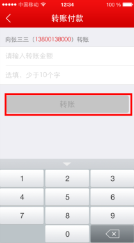 中国移动 12:34 100%
转账付款
向张三三（13800138000）转账
请输入转账金额
选填，少于10个字
转账
1 2 3
4 5 6
7 8 9
0